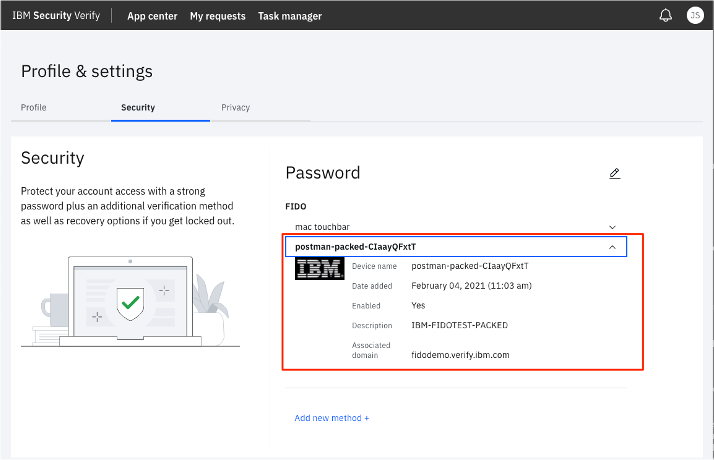 IBM Security Verify App center My requests Task manager JS
Profile & settings
Profile Security Privacy
Security
Protect your account access with a strong
password plus an additional verification method
as well as recovery options if you get locked out.
Password
FIDO
mac touchbar
postman-packed-CIaayQFxtT
IBM
Device name postman-packed-CIaayQFxtT
Date added February 04, 2021 (11:03 am)
Enabled Yes
Description IBM-FIDOTEST-PACKED
Associated
domain fidodemo.verify.ibm.com
Add new method +